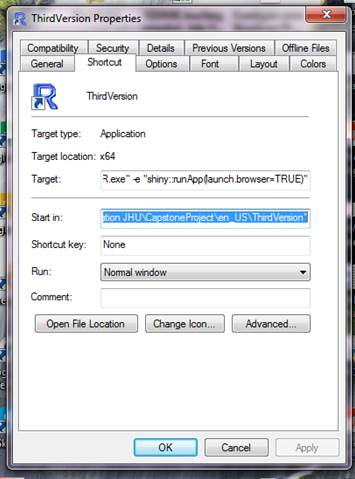 ThirdVersion Properties
Compatibility Security Details Previous Versions Offline Files
General Shortcut Options Font Layout Colors
ThirdVersion
Target type: Application
Target location: x64
Target: R.exe" -e "shiny::runApp(launch.browser=TRUE)"
Start in: ation JHU\CapstoneProject\en_US\ThirdVersion"
Shortcut key: None
Run: Normal window
Comment:
Open File Location Change Icon... Advanced...
OK Cancel Apply